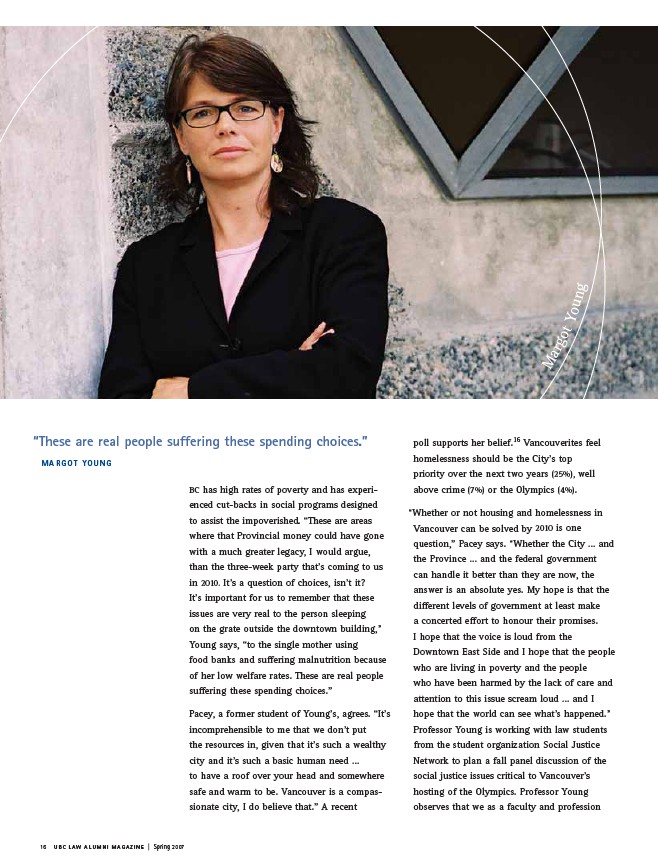 Margot Young
“These are real people suffering these spending choices.”
MARGOT YOUNG
BC has high rates of poverty and has experi-
enced cut-backs in social programs designed
to assist the impoverished. “These are areas
where that Provincial money could have gone
with a much greater legacy, I would argue,
than the three-week party that’s coming to us
in 2010. It’s a question of choices, isn’t it?
It’s important for us to remember that these
issues are very real to the person sleeping
on the grate outside the downtown building,”
Young says, “to the single mother using
food banks and suffering malnutrition because
of her low welfare rates. These are real people
suffering these spending choices.”
Pacey, a former student of Young’s, agrees. “It’s
incomprehensible to me that we don’t put
the resources in, given that it’s such a wealthy
city and it’s such a basic human need ...
to have a roof over your head and somewhere
safe and warm to be. Vancouver is a compas-
sionate city, I do believe that.” A recent
poll supports her belief.16 Vancouverites feel
homelessness should be the City’s top
priority over the next two years (25%), well
above crime (7%) or the Olympics (4%).
“Whether or not housing and homelessness in
Vancouver can be solved by 2010 is one
question,” Pacey says. “Whether the City ... and
the Province ... and the federal government
can handle it better than they are now, the
answer is an absolute yes. My hope is that the
different levels of government at least make
a concerted effort to honour their promises.
I hope that the voice is loud from the
Downtown East Side and I hope that the people
who are living in poverty and the people
who have been harmed by the lack of care and
attention to this issue scream loud ... and I
hope that the world can see what’s happened.”
Professor Young is working with law students
from the student organization Social Justice
Network to plan a fall panel discussion of the
social justice issues critical to Vancouver’s
hosting of the Olympics. Professor Young
observes that we as a faculty and profession
16 UBC LAW ALUMNI MAGAZINE | Spring 2007